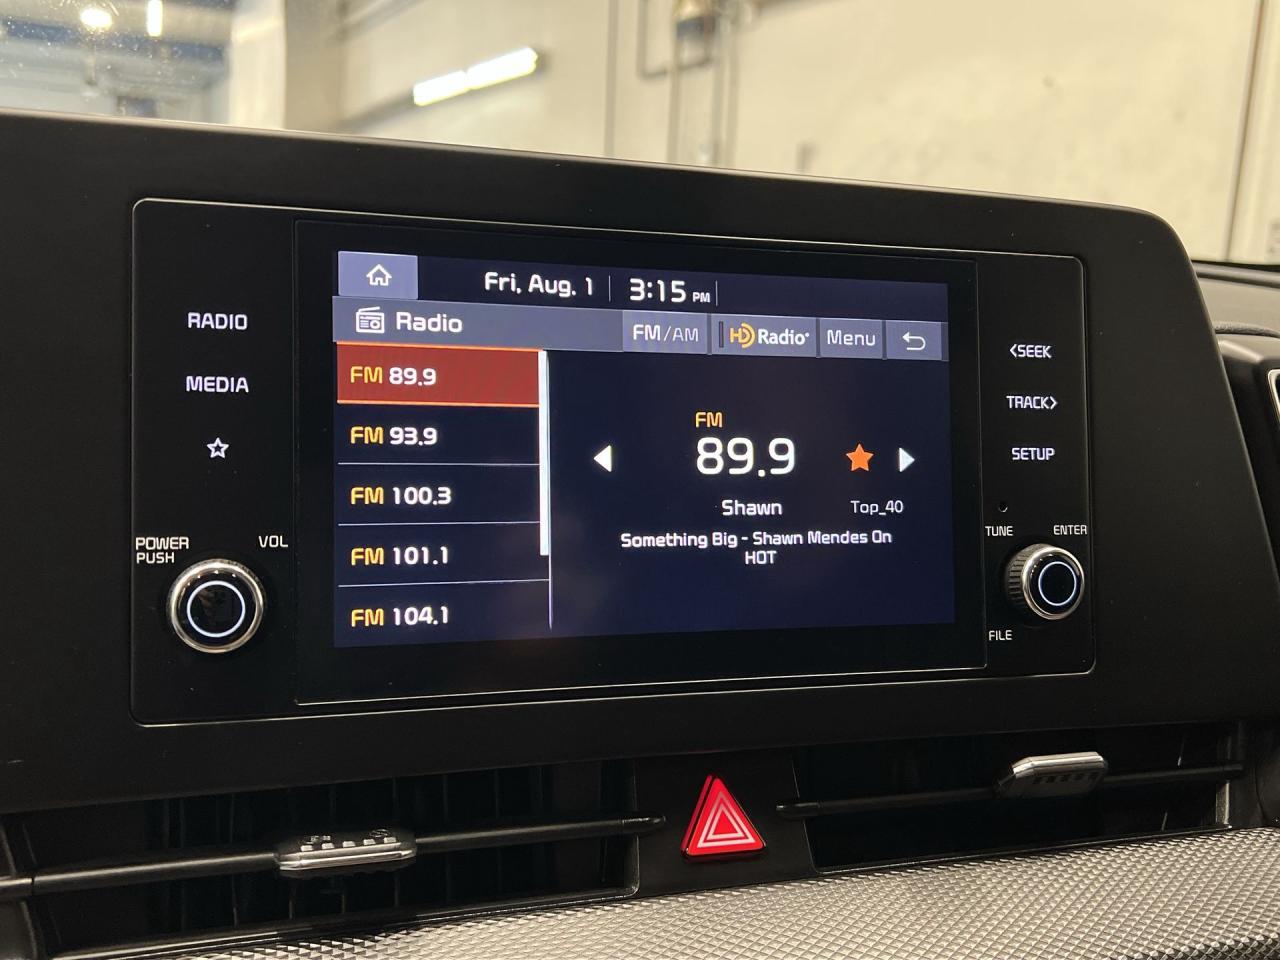 Fri, Aug. 1 3:15 PM
Radio FM/AM HD Radio Menu
FM 89.9
FM 93.9
FM 100.3
FM 101.1
FM 104.1
FM
89.9
Shawn Top_40
Something Big - Shawn Mendes On
HOT
RADIO
MEDIA
POWER
PUSH
VOL
<SEEK
TRACK>
SETUP
TUNE ENTER
FILE